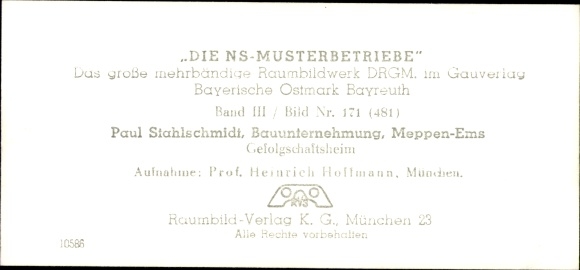 „DIE NS-MUSTERBETRIEBE"
Das große mehrbändige Raumbildwerk DRGM. im Gauverlag
Bayerische Ostmark Bayreuth
Band III / Bild Nr. 171 (481)
Paul Stahlschmidt, Bauunternehmung, Meppen-Ems
Gefolgschaftsheim
Aufnahme: Prof. Heinrich Hoffmann, München.
RVS
Raumbild-Verlag K. G., München 23
Alle Rechte vorbehalten
10586